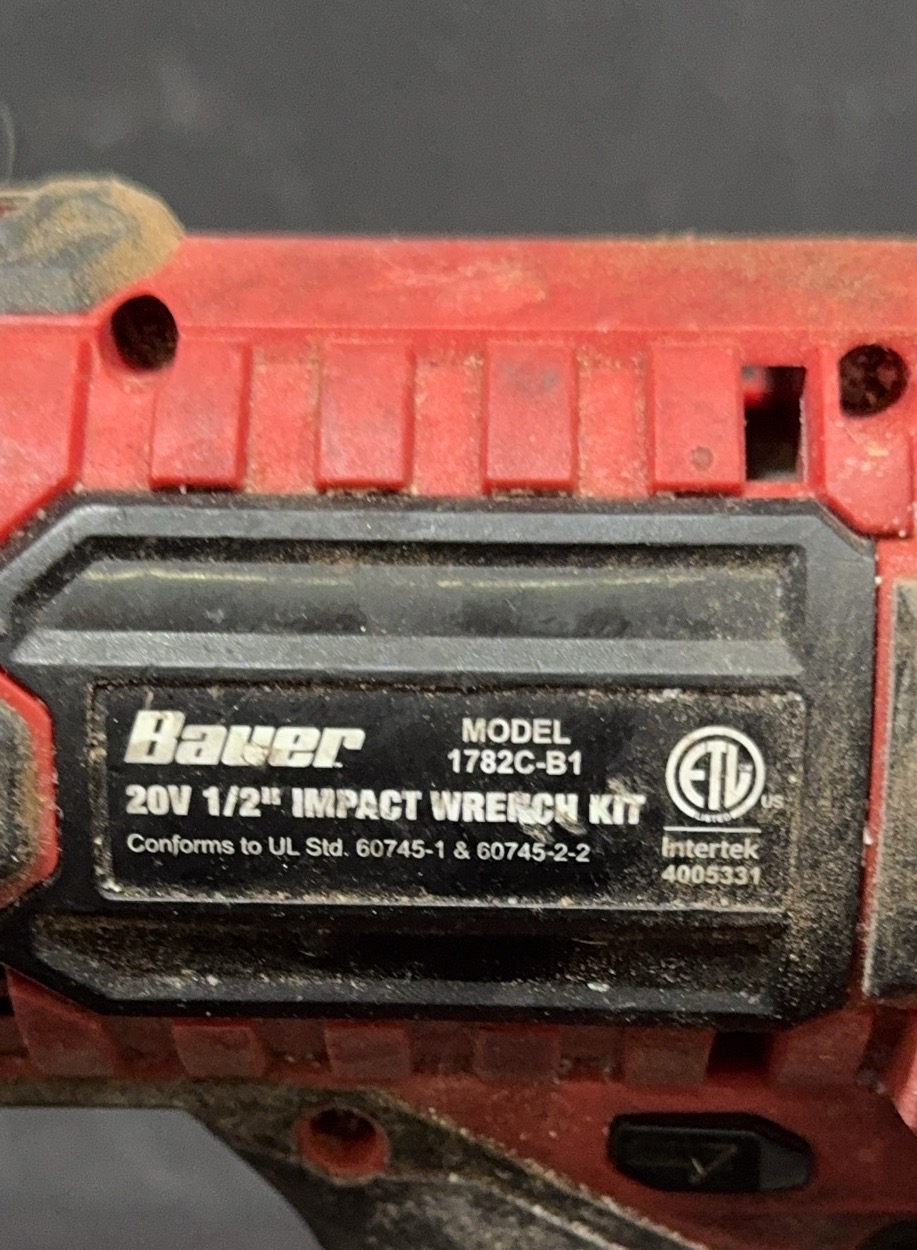 Bauer
MODEL
1782C-B1
20V 1/2" IMPACT WRENCH KIT
Conforms to UL Std. 60745-1 & 60745-2-2
ETL
LISTED
US
Intertek
4005331